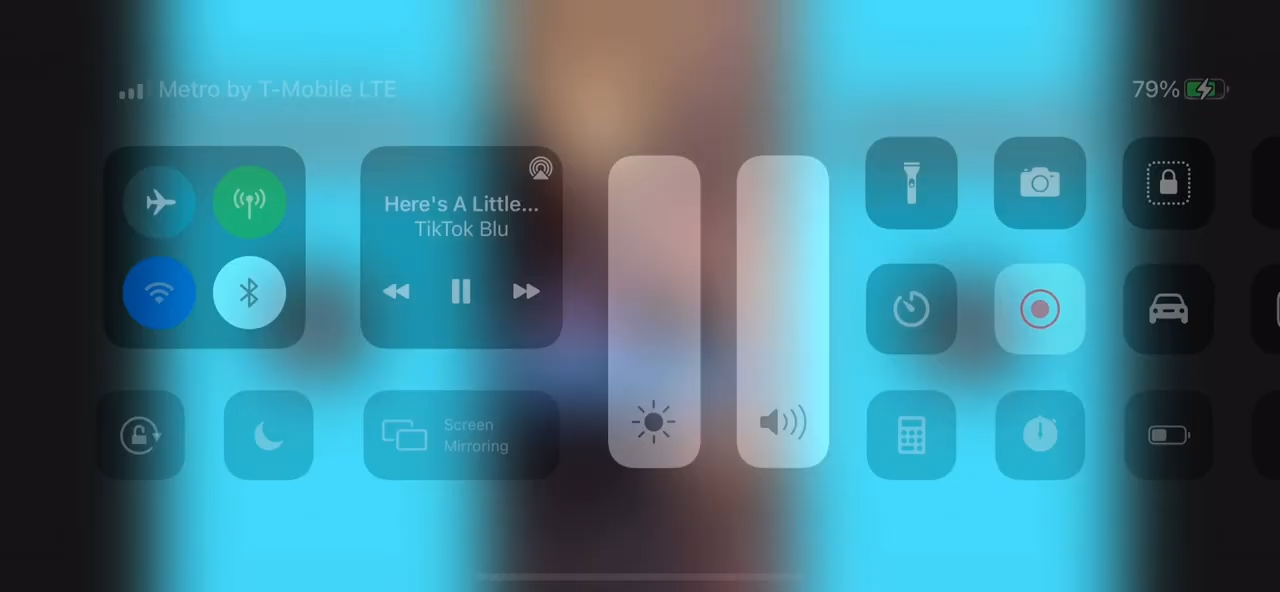 Metro by T-Mobile LTE
79%
Here's A Little...
TikTok Blu
Screen
Mirroring